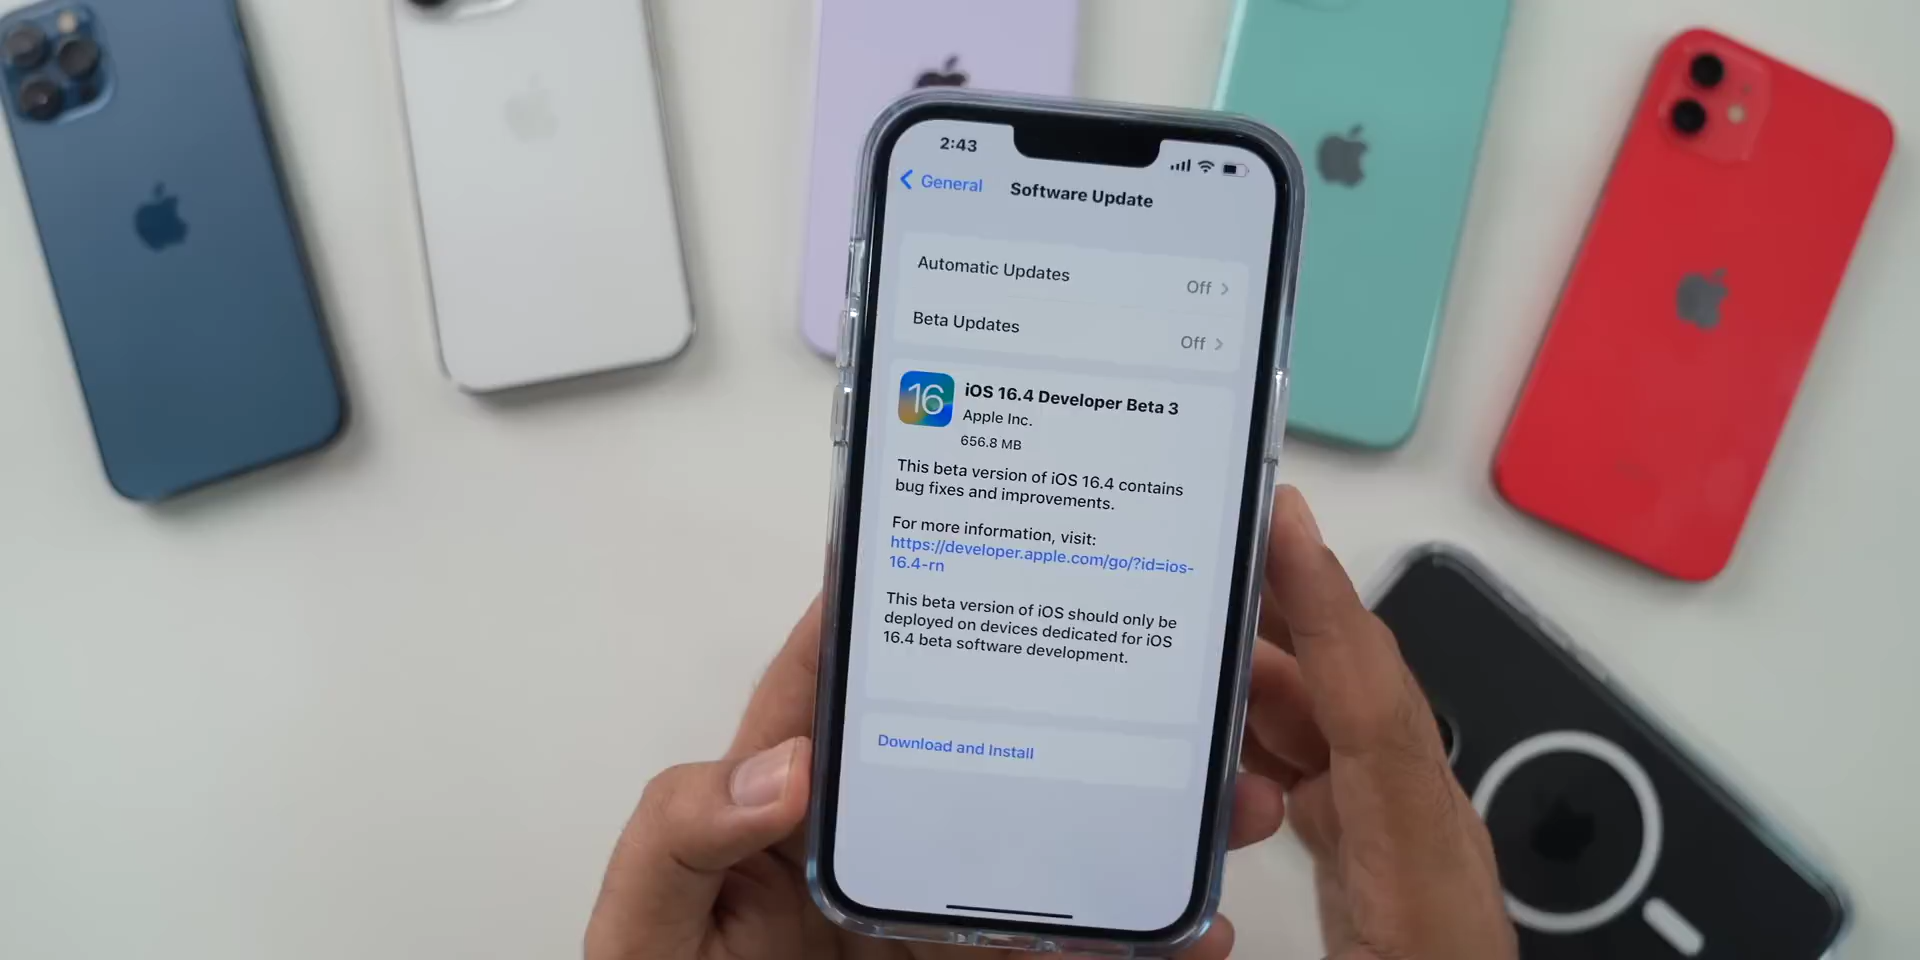 2:43
General
Software Update
Automatic Updates
Off
Beta Updates
Off
16
iOS 16.4 Developer Beta 3
Apple Inc.
656.8 MB
This beta version of iOS 16.4 contains
bug fixes and improvements.
For more information, visit:
https://developer.apple.com/go/?id=ios-
16.4-rn
This beta version of iOS should only be
deployed on devices dedicated for iOS
16.4 beta software development.
Download and Install